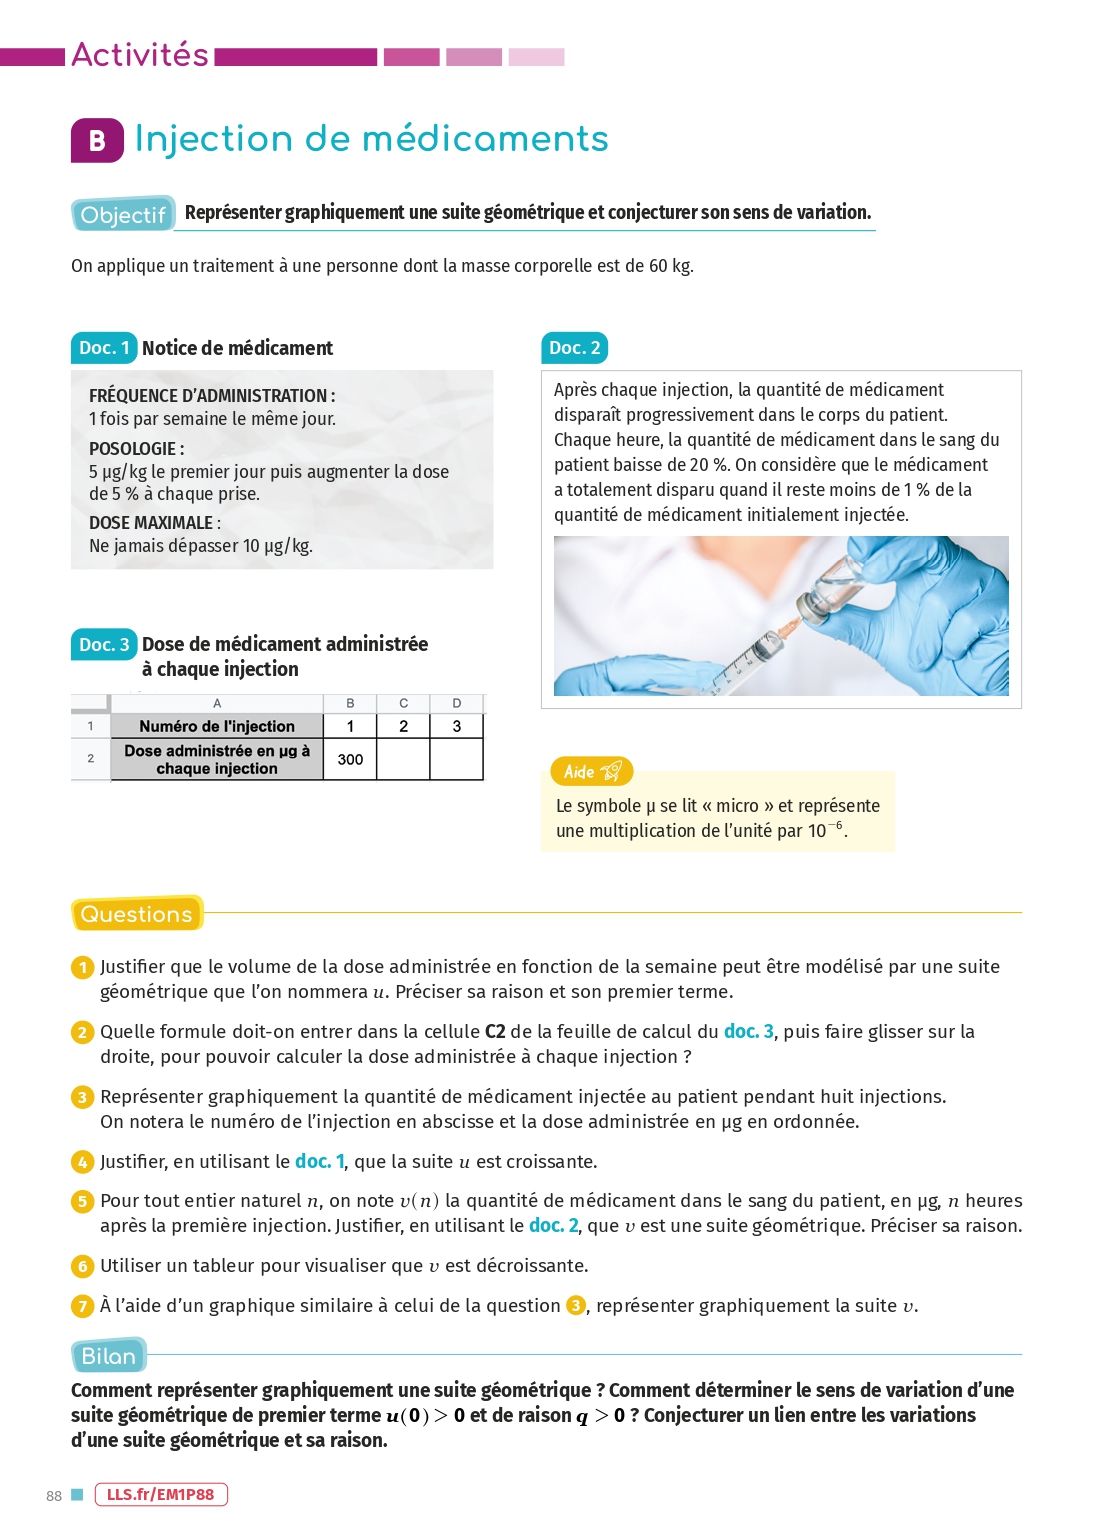 Activités
B Injection de médicaments
Objectif Représenter graphiquement une suite géométrique et conjecturer son sens de variation.
On applique un traitement à une personne dont la masse corporelle est de 60 kg.
Doc. 1 Notice de médicament
FRÉQUENCE D'ADMINISTRATION :
1 fois par semaine le même jour.
POSOLOGIE :
5 µg/kg le premier jour puis augmenter la dose
de 5 % à chaque prise.
DOSE MAXIMALE :
Ne jamais dépasser 10 µg/kg.
Doc. 2
Après chaque injection, la quantité de médicament
disparaît progressivement dans le corps du patient.
Chaque heure, la quantité de médicament dans le sang du
patient baisse de 20 %. On considère que le médicament
a totalement disparu quand il reste moins de 1 % de la
quantité de médicament initialement injectée.
Doc. 3 Dose de médicament administrée
à chaque injection
A B C D
1 Numéro de l'injection 1 2 3
2 Dose administrée en µg à
chaque injection 300
Aide
Le symbole µ se lit « micro » et représente
une multiplication de l'unité par 10⁻⁶.
Questions
1 Justifier que le volume de la dose administrée en fonction de la semaine peut être modélisé par une suite
géométrique que l'on nommera u. Préciser sa raison et son premier terme.
2 Quelle formule doit-on entrer dans la cellule C2 de la feuille de calcul du doc. 3, puis faire glisser sur la
droite, pour pouvoir calculer la dose administrée à chaque injection ?
3 Représenter graphiquement la quantité de médicament injectée au patient pendant huit injections.
On notera le numéro de l'injection en abscisse et la dose administrée en µg en ordonnée.
4 Justifier, en utilisant le doc. 1, que la suite u est croissante.
5 Pour tout entier naturel n, on note v(n) la quantité de médicament dans le sang du patient, en µg, n heures
après la première injection. Justifier, en utilisant le doc. 2, que v est une suite géométrique. Préciser sa raison.
6 Utiliser un tableur pour visualiser que v est décroissante.
7 À l'aide d'un graphique similaire à celui de la question 3, représenter graphiquement la suite v.
Bilan
Comment représenter graphiquement une suite géométrique ? Comment déterminer le sens de variation d'une
suite géométrique de premier terme u(0) > 0 et de raison q > 0 ? Conjecturer un lien entre les variations
d'une suite géométrique et sa raison.
88 LLS.fr/EM1P88